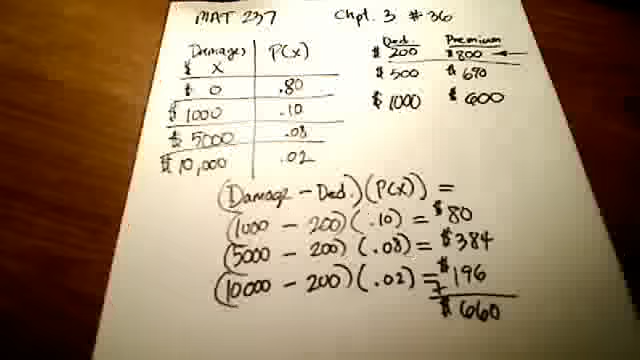 MAT 237 Chpt. 3 #36
Damages P(x)
$ X
$ 0 .80
$ 1000 .10
$ 5000 .08
$ 10,000 .02
Ded. Premium
$ 200 $ 800 ←
$ 500 $ 690
$ 1000 $ 600
(Damage - Ded.)(P(x)) =
(1000 - 200)(.10) = $80
(5000 - 200)(.08) = $384
(10000 - 200)(.02) = $196
+
$660